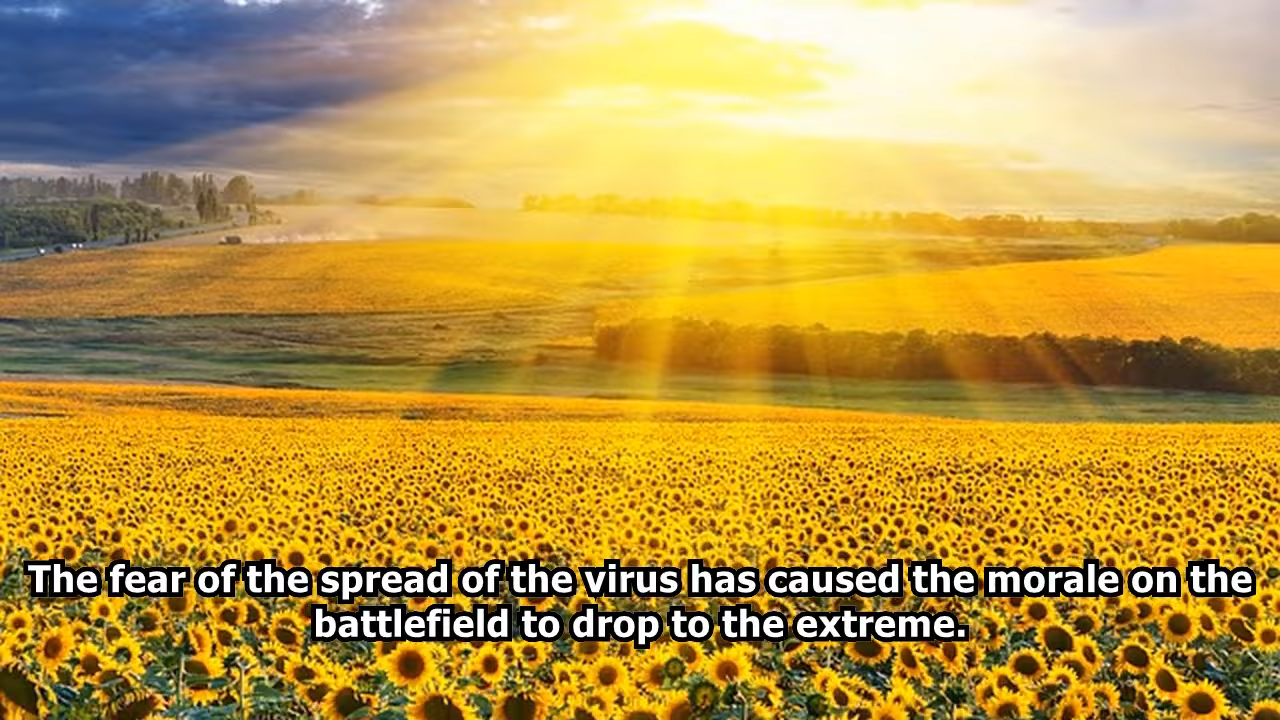 The fear of the spread of the virus has caused the morale on the
battlefield to drop to the extreme.